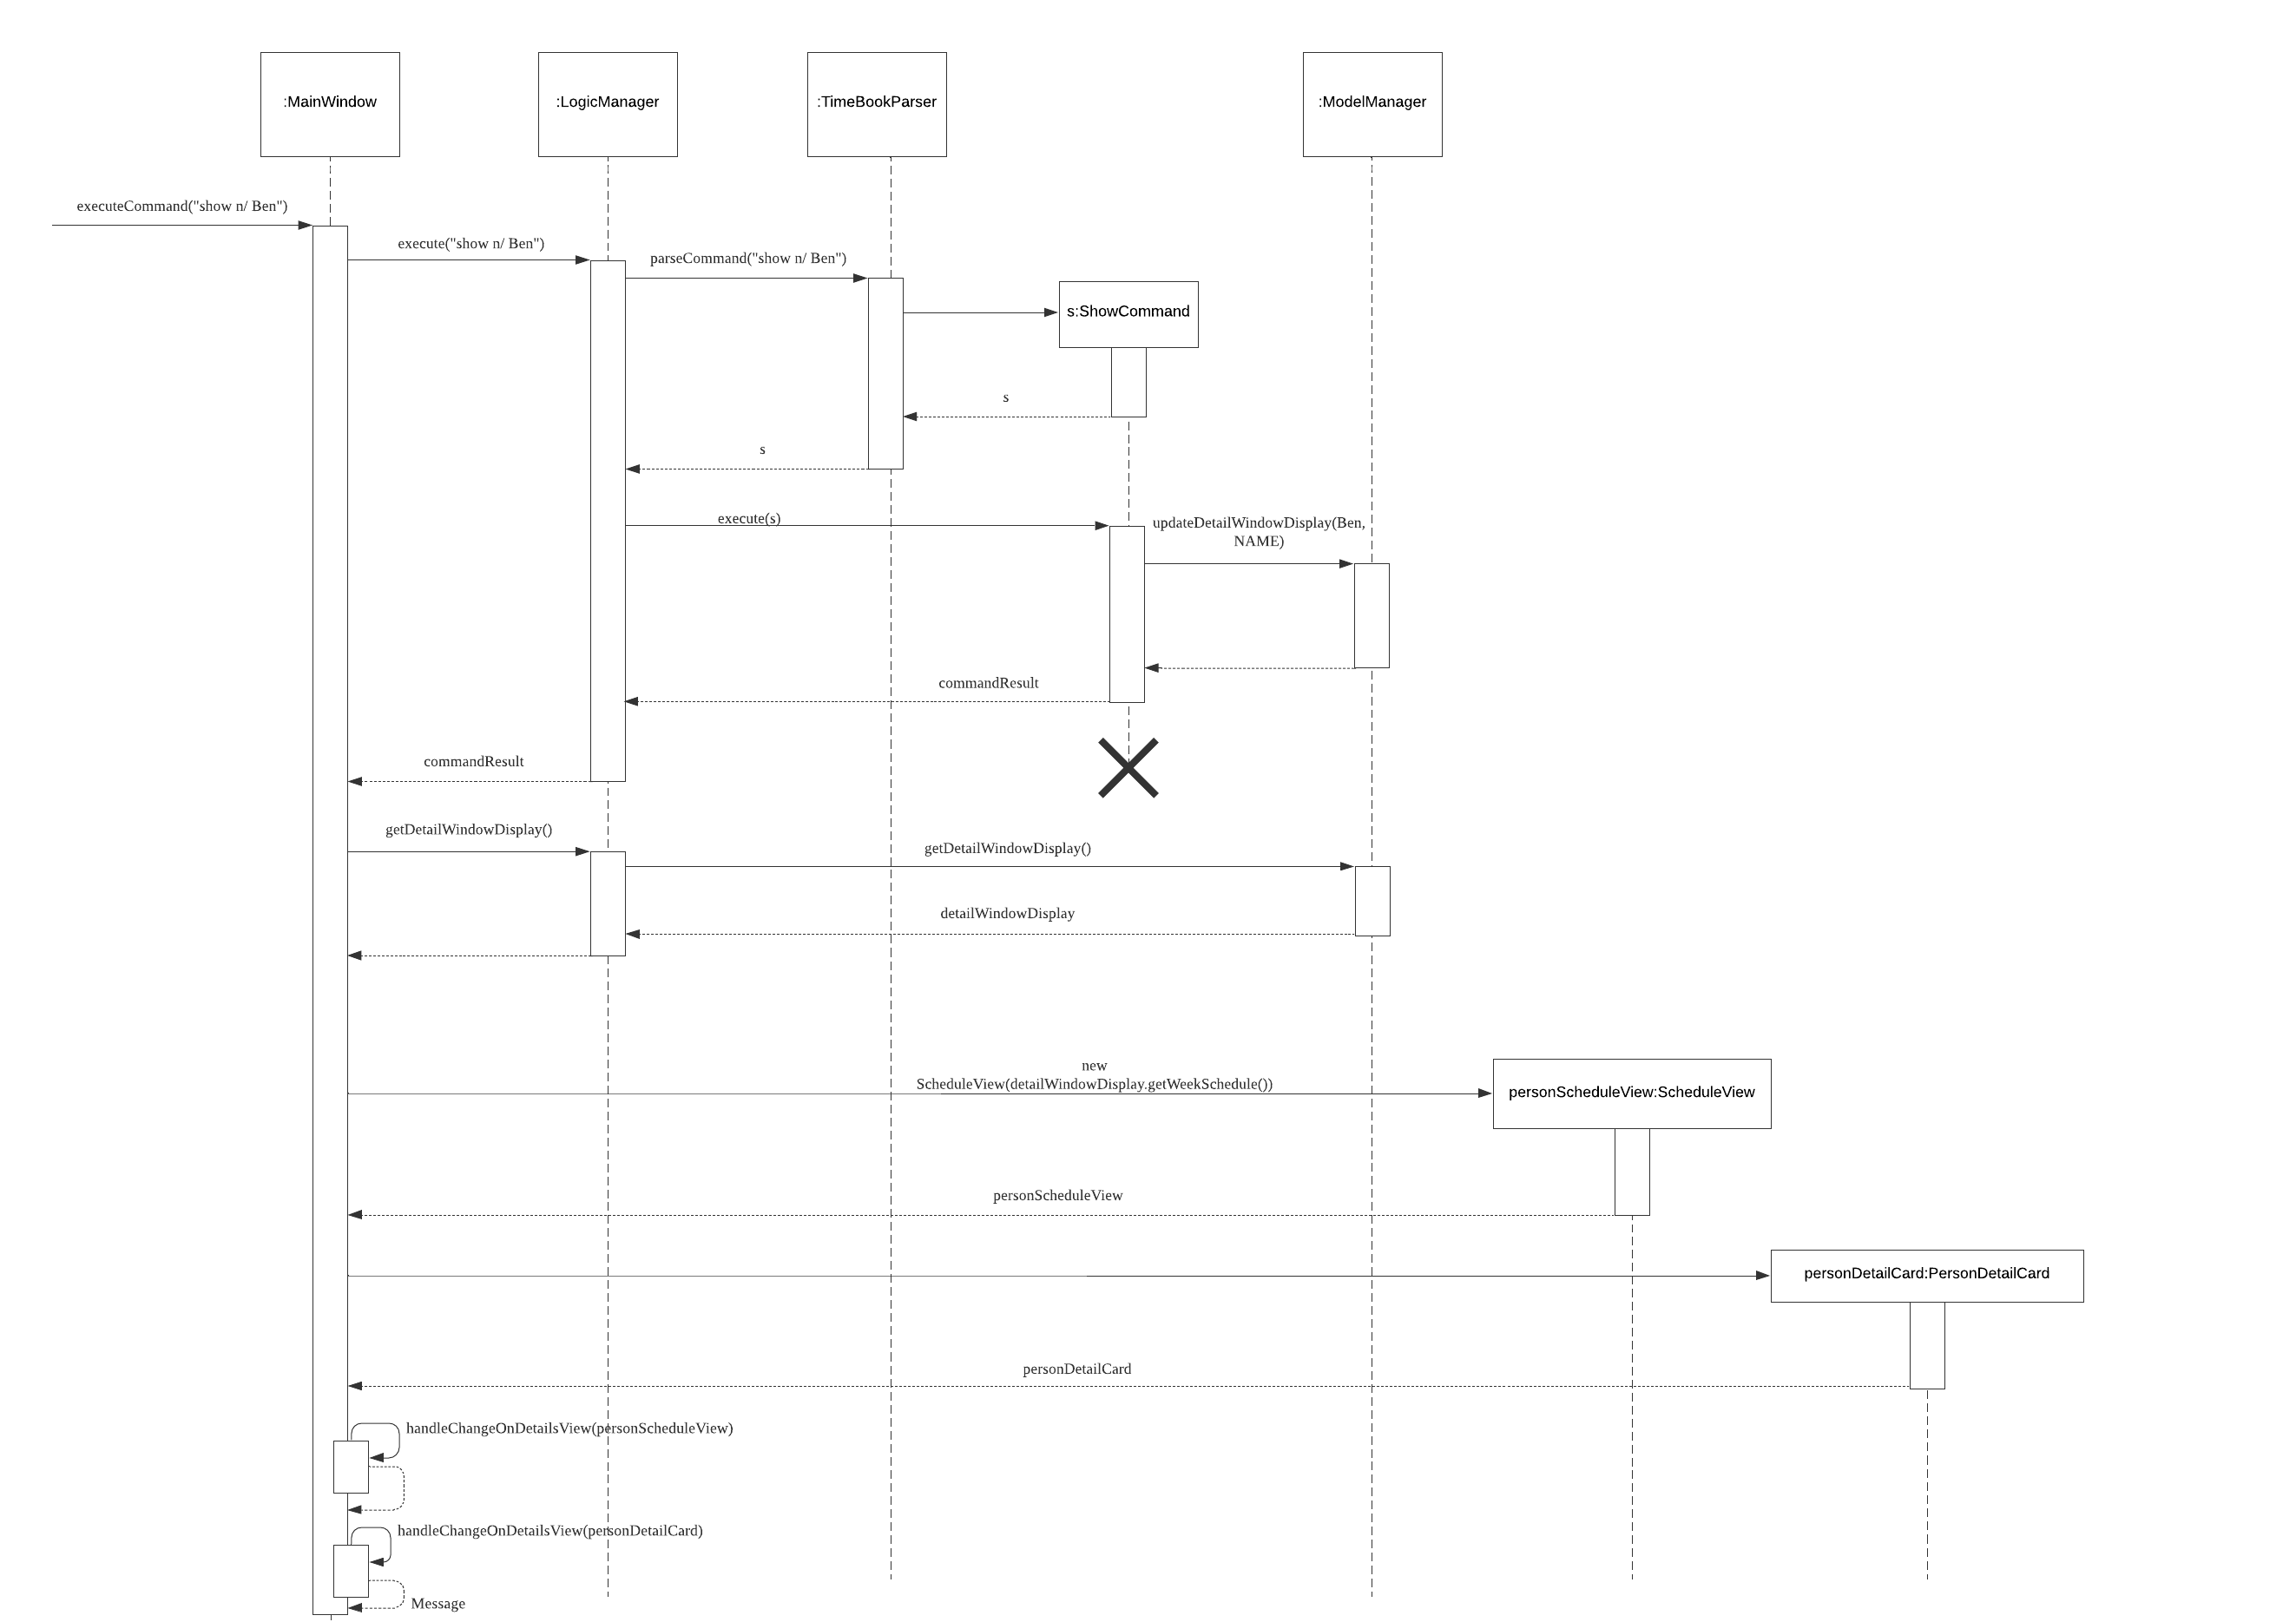 :MainWindow
:LogicManager
:TimeBookParser
:ModelManager
executeCommand("show n/ Ben")
execute("show n/ Ben")
parseCommand("show n/ Ben")
s:ShowCommand
s
s
execute(s)
updateDetailWindowDisplay(Ben,
NAME)
commandResult
commandResult
getDetailWindowDisplay()
getDetailWindowDisplay()
detailWindowDisplay
new
ScheduleView(detailWindowDisplay.getWeekSchedule())
personScheduleView:ScheduleView
personScheduleView
personDetailCard:PersonDetailCard
personDetailCard
handleChangeOnDetailsView(personScheduleView)
handleChangeOnDetailsView(personDetailCard)
Message